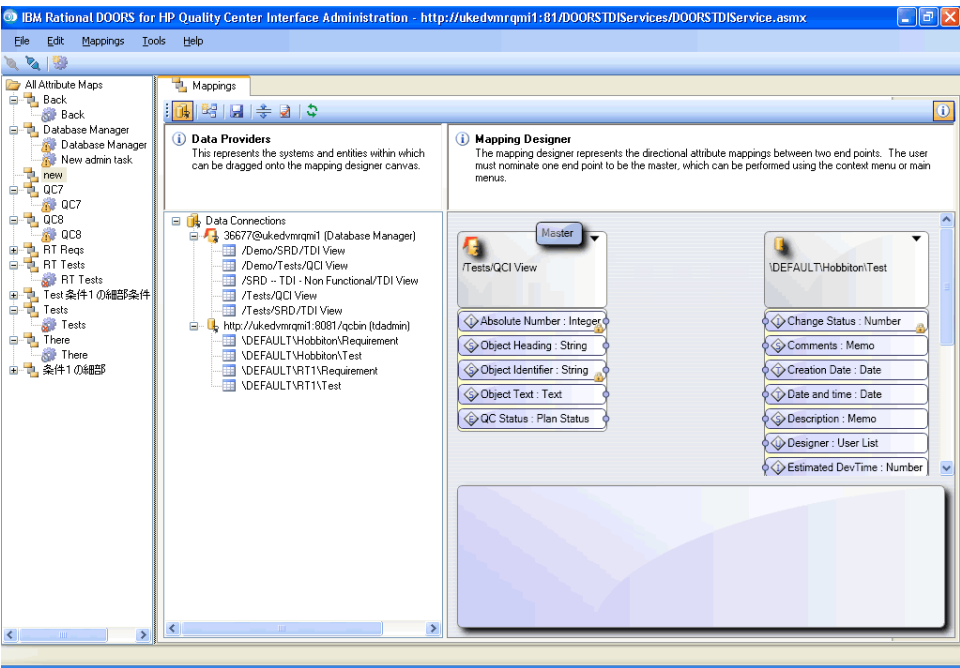 IBM Rational DOORS for HP Quality Center Interface Administration - http://ukedvmrqmi1:81/DOORSTDIServices/DOORSTDIService.asmx
File Edit Mappings Tools Help
All Attribute Maps
Back
Back
Database Manager
Database Manager
New admin task
new
QC7
QC7
QC8
QC8
RT Reqs
RT Tests
RT Tests
Test 条件1 の細部条件
Tests
Tests
There
There
条件1 の細部
Mappings
Data Providers
This represents the systems and entities within which
can be dragged onto the mapping designer canvas.
Mapping Designer
The mapping designer represents the directional attribute mappings between two end points. The user
must nominate one end point to be the master, which can be performed using the context menu or main
menus.
Data Connections
36677@ukedvmrqmi1 (Database Manager)
/Demo/SRD/TDI View
/Demo/Tests/QCI View
/SRD -- TDI - Non Functional/TDI View
/Tests/QCI View
/Tests/SRD/TDI View
http://ukedvmrqmi1:8081/qcbin (tdadmin)
\DEFAULT\Hobbiton\Requirement
\DEFAULT\Hobbiton\Test
\DEFAULT\RT1\Requirement
\DEFAULT\RT1\Test
Master
/Tests/QCI View
I Absolute Number : Integer
S Object Heading : String
S Object Identifier : String
S Object Text : Text
E QC Status : Plan Status
\DEFAULT\Hobbiton\Test
I Change Status : Number
S Comments : Memo
T Creation Date : Date
T Date and time : Date
S Description : Memo
U Designer : User List
I Estimated DevTime : Number